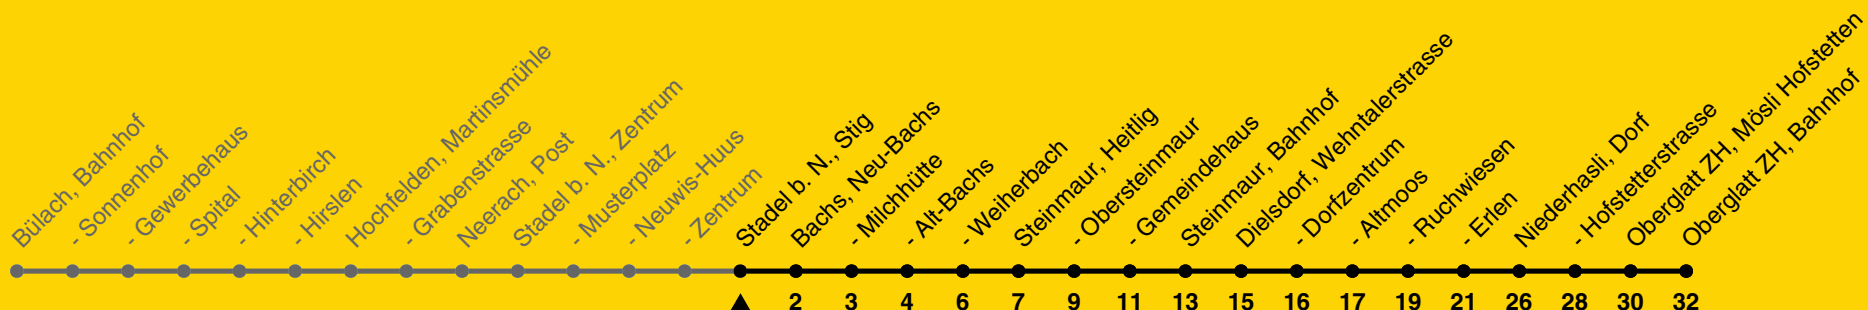 Bülach, Bahnhof
- Sonnenhof
- Gewerbehaus
- Spital
- Hinterbirch
- Hirslen
Hochfelden, Martinsmühle
- Grabenstrasse
Neerach, Post
Stadel b. N., Zentrum
- Musterplatz
- Neuwis-Huus
- Zentrum
Stadel b. N., Stig
Bachs, Neu-Bachs
- Milchhütte
- Alt-Bachs
- Weiherbach
Steinmaur, Heitlig
- Obersteinmaur
- Gemeindehaus
Steinmaur, Bahnhof
Dielsdorf, Wehntalerstrasse
- Dorfzentrum
- Altmoos
- Ruchwiesen
- Erlen
Niederhasli, Dorf
- Hofstetterstrasse
Oberglatt ZH, Mösli Hofstetten
Oberglatt ZH, Bahnhof
2 3 4 6 7 9 11 13 15 16 17 19 21 26 28 30 32